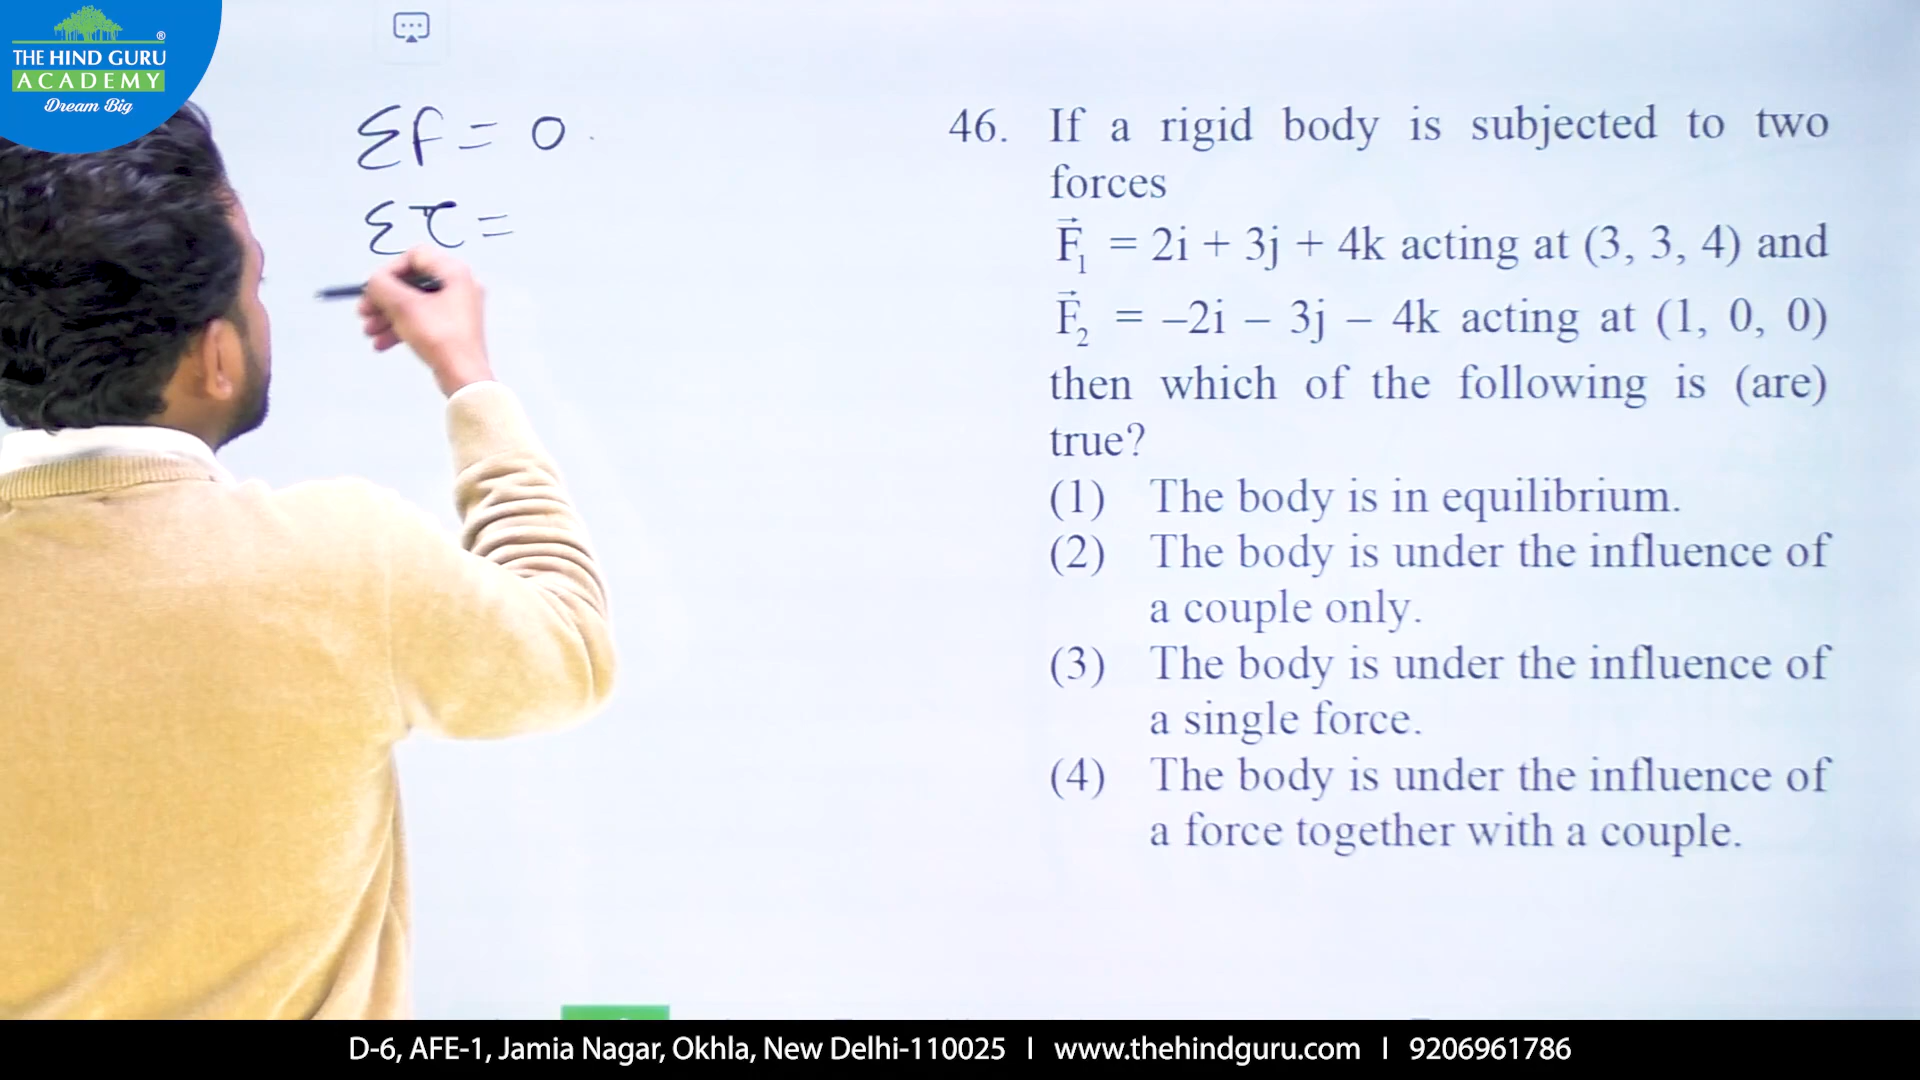 THE HIND GURU
ACADEMY
Dream Big
®
Σf = 0
Στ =
46. If a rigid body is subjected to two
forces
F⃗₁ = 2i + 3j + 4k acting at (3, 3, 4) and
F⃗₂ = –2i – 3j – 4k acting at (1, 0, 0)
then which of the following is (are)
true?
(1) The body is in equilibrium.
(2) The body is under the influence of
a couple only.
(3) The body is under the influence of
a single force.
(4) The body is under the influence of
a force together with a couple.
D-6, AFE-1, Jamia Nagar, Okhla, New Delhi-110025 | www.thehindguru.com | 9206961786